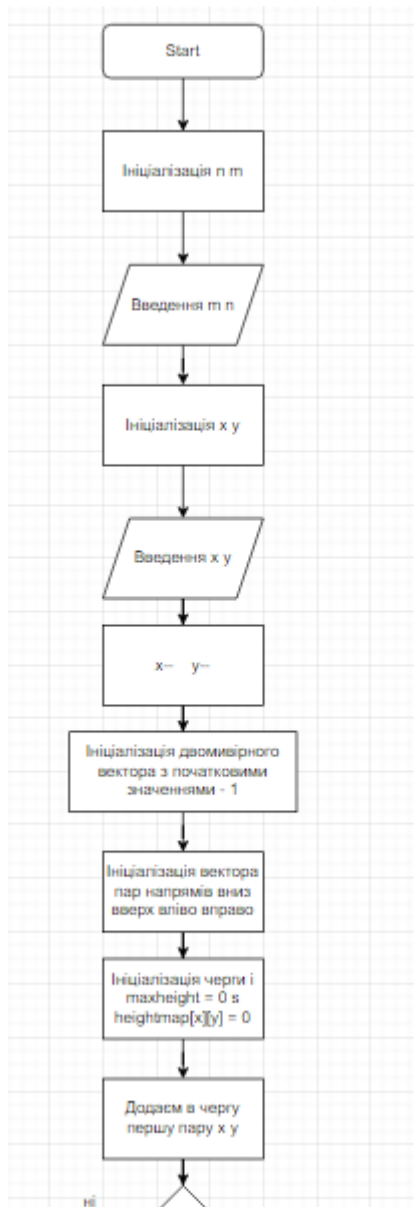 Start
Ініціалізація n m
Введення m n
Ініціалізація x y
Введення x y
x-- y--
Ініціалізація двомивірного
вектора з початковими
значеннями - 1
Ініціалізація вектора
пар напрямів вниз
вверх вліво вправо
Ініціалізація черги і
maxheight = 0 s
heightmap[x][y] = 0
Додаєм в чергу
першу пару x y
ні